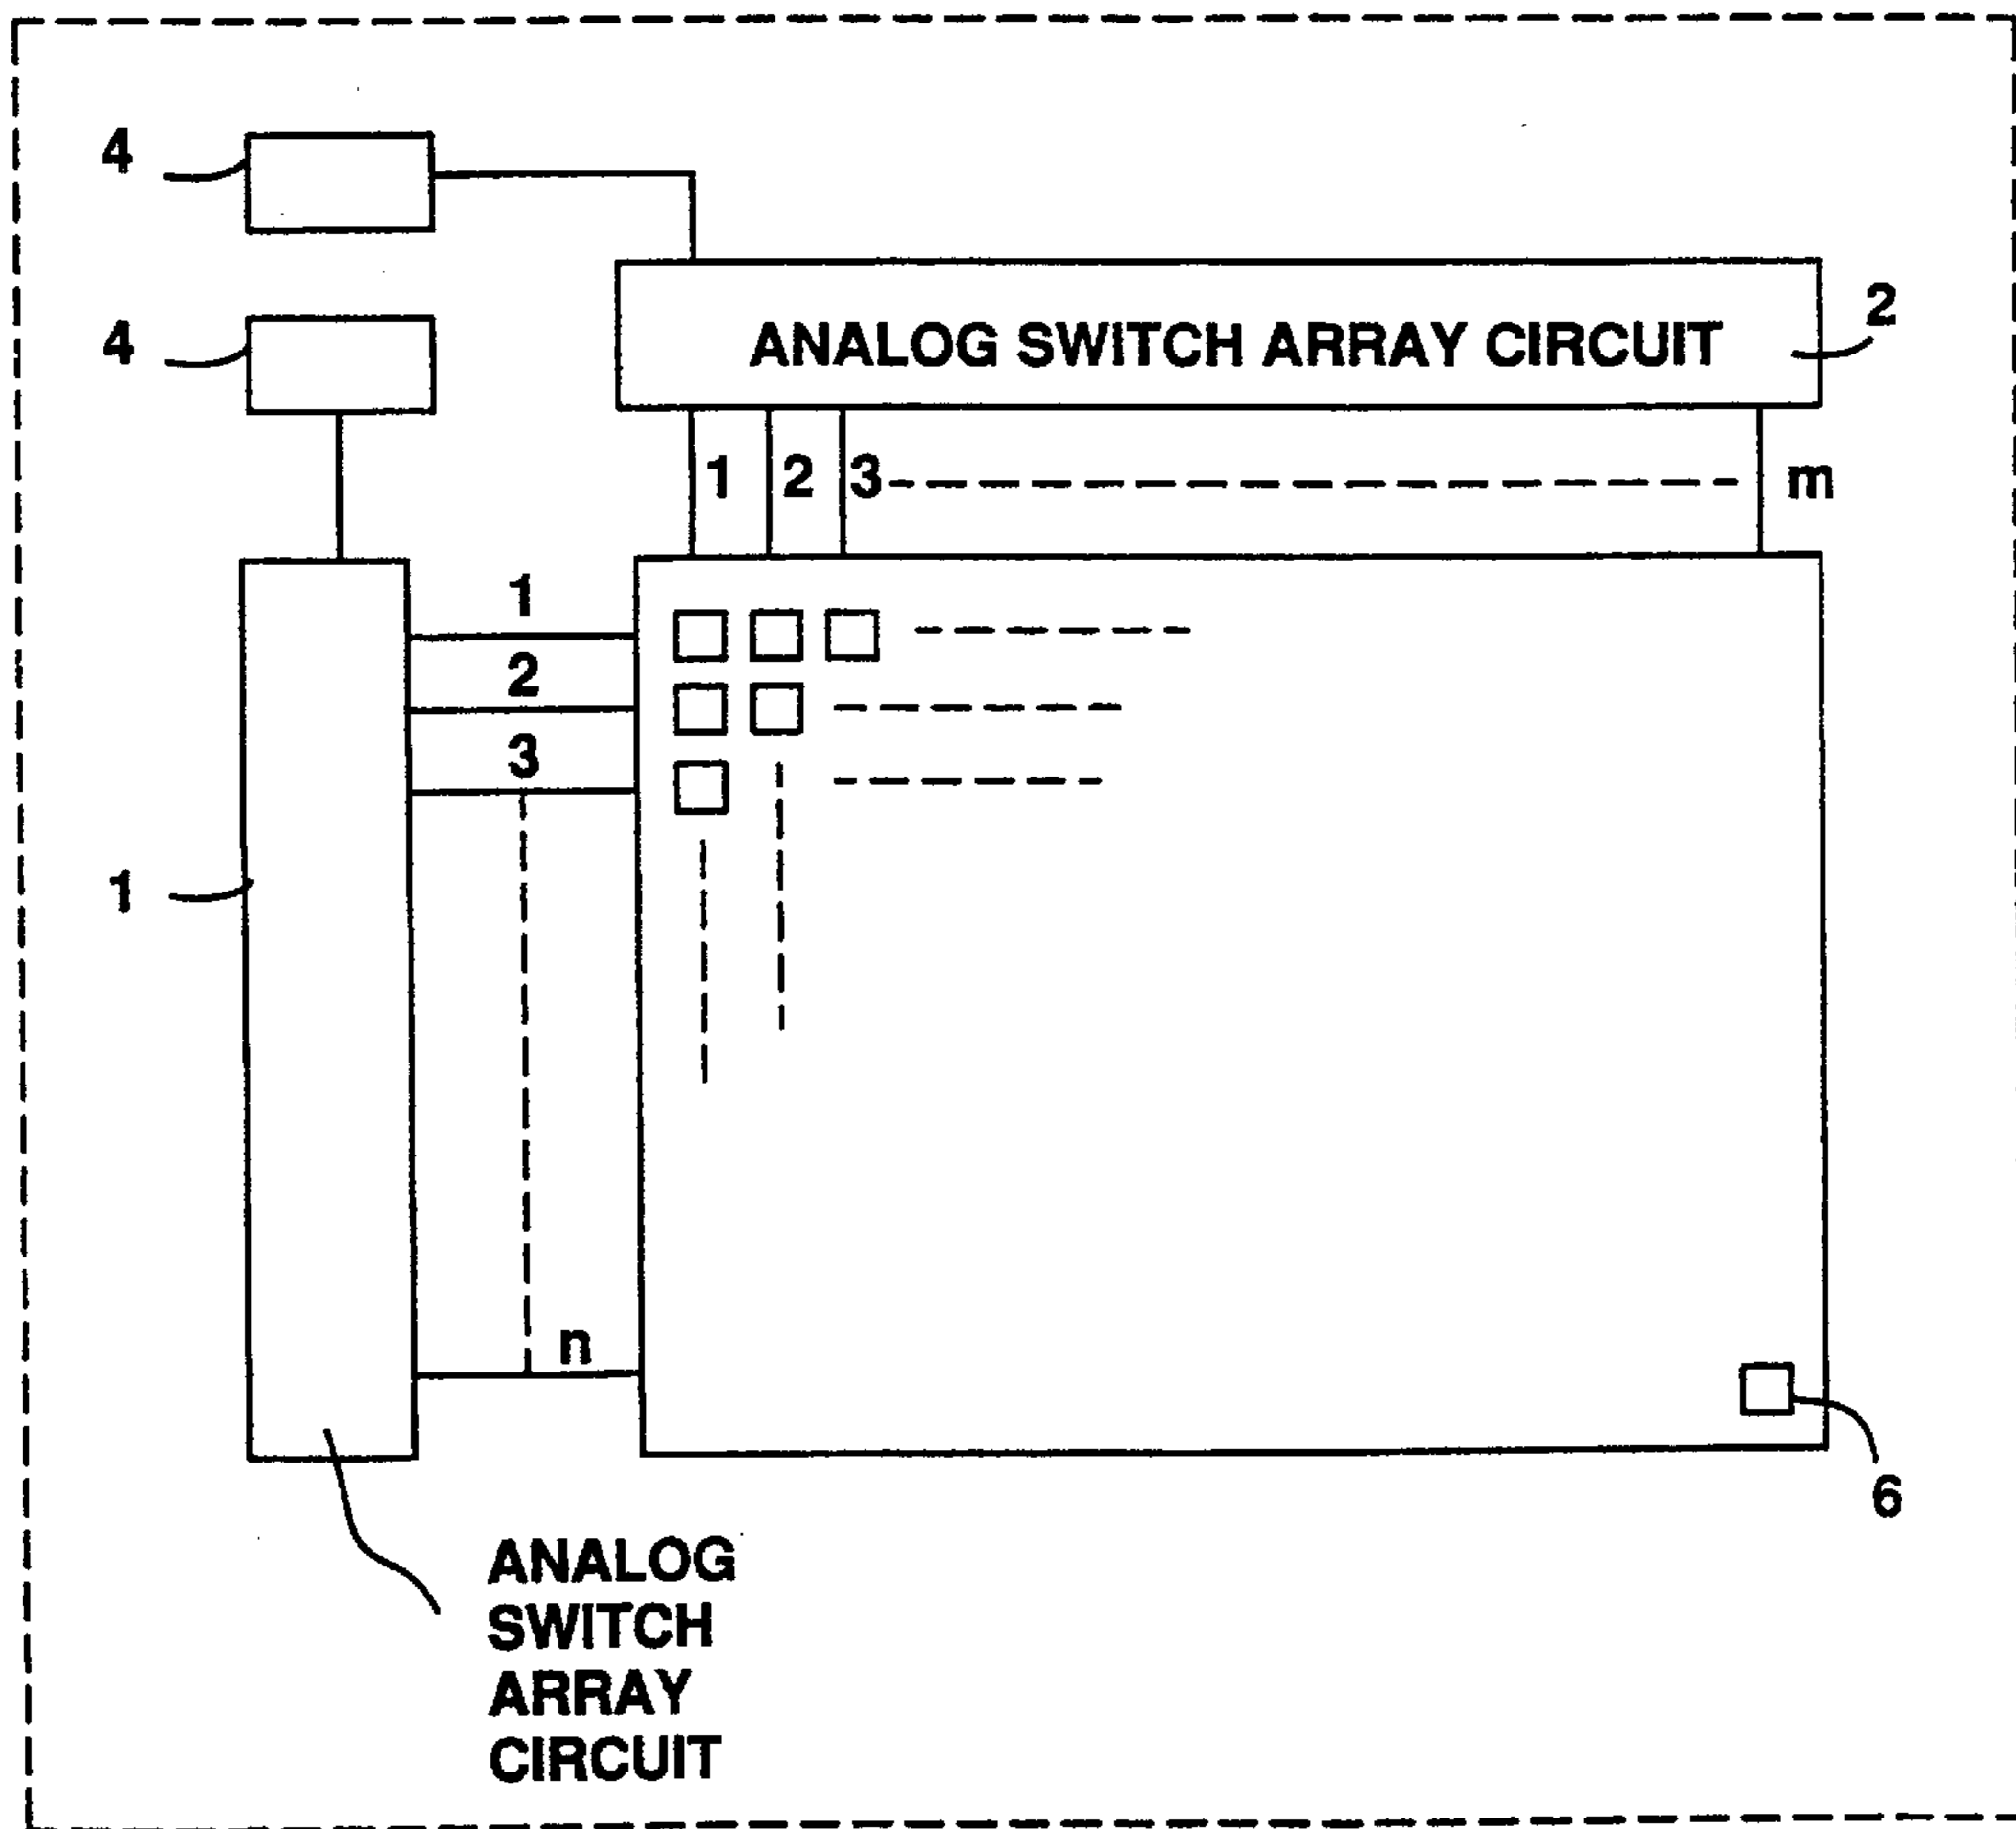 4
4
ANALOG SWITCH ARRAY CIRCUIT
2
1 2 3 m
1
2
3
1
n
6
ANALOG
SWITCH
ARRAY
CIRCUIT